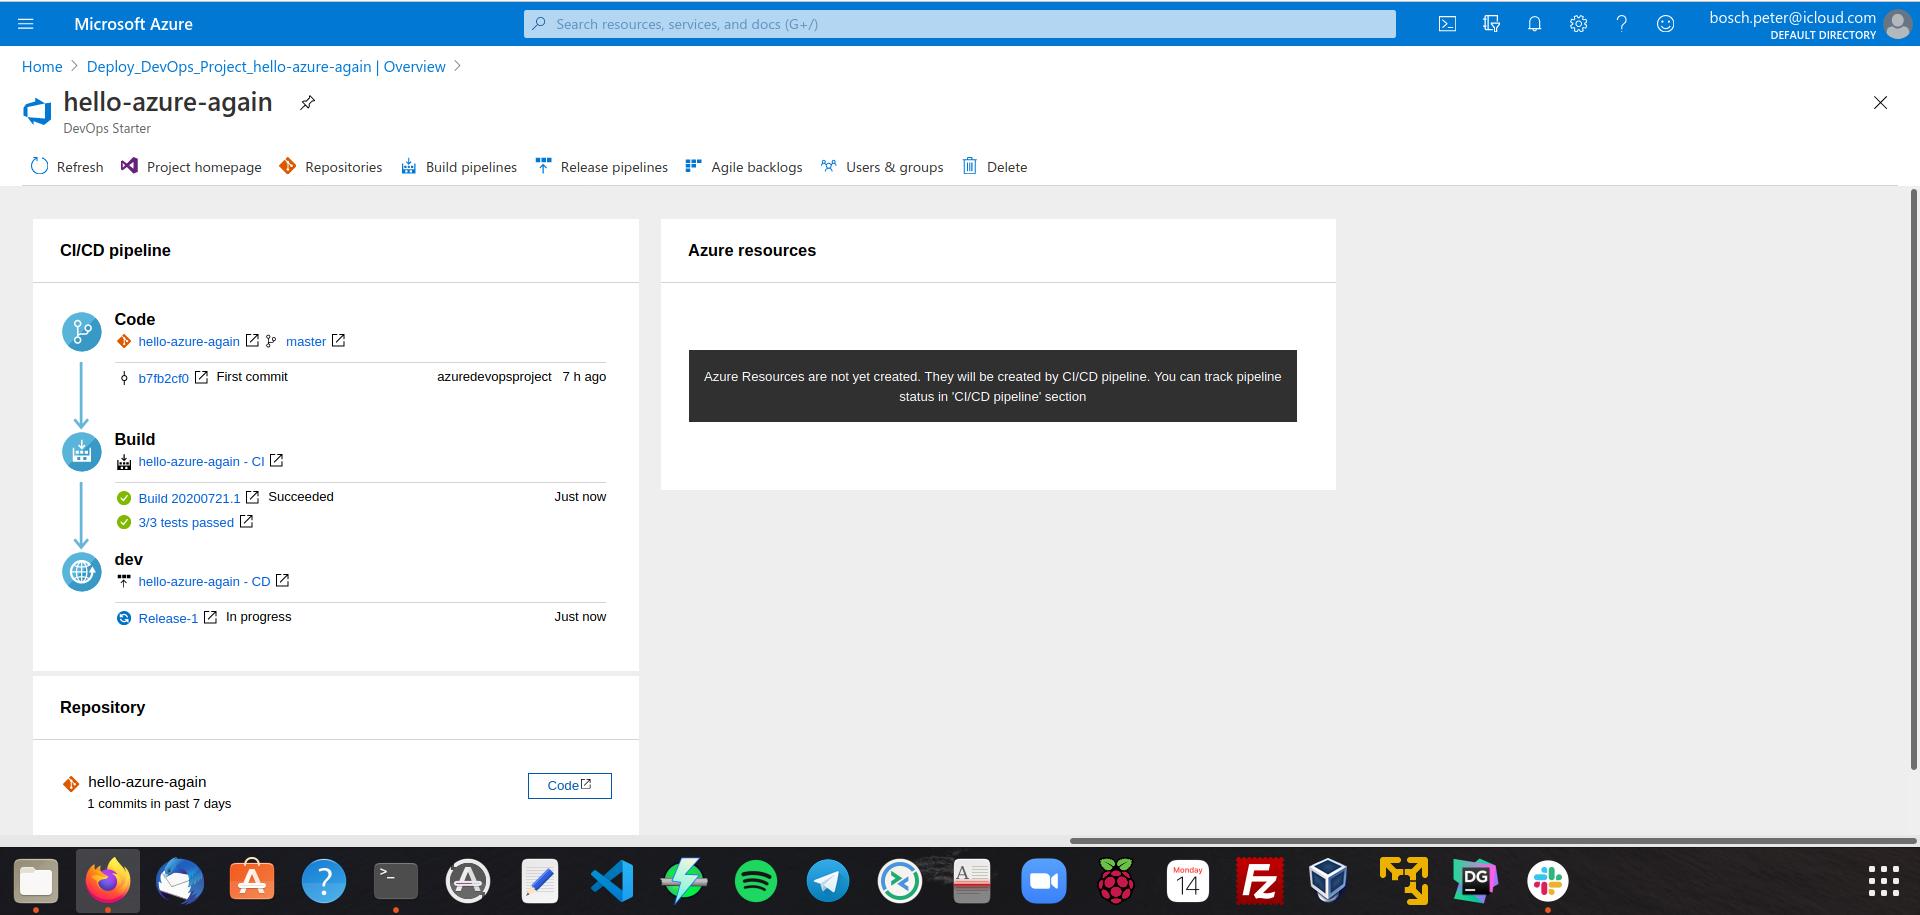 Microsoft Azure
Search resources, services, and docs (G+/)
bosch.peter@icloud.com
DEFAULT DIRECTORY
Home > Deploy_DevOps_Project_hello-azure-again | Overview >
hello-azure-again
DevOps Starter
Refresh Project homepage Repositories Build pipelines Release pipelines Agile backlogs Users & groups Delete
CI/CD pipeline
Code
hello-azure-again master
b7fb2cf0 First commit azuredevopsproject 7 h ago
Build
hello-azure-again - CI
Build 20200721.1 Succeeded Just now
3/3 tests passed
dev
hello-azure-again - CD
Release-1 In progress Just now
Repository
hello-azure-again
1 commits in past 7 days
Code
Azure resources
Azure Resources are not yet created. They will be created by CI/CD pipeline. You can track pipeline
status in 'CI/CD pipeline' section
>_
A
Monday
14
Fz
DG